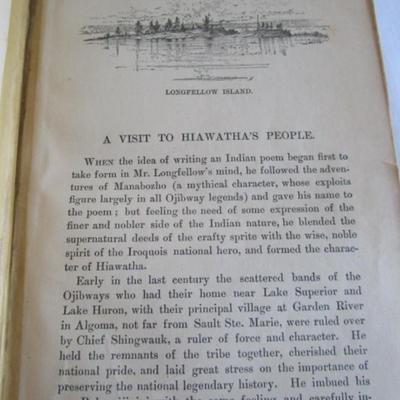 LONGFELLOW ISLAND.
A VISIT TO HIAWATHA'S PEOPLE.
WHEN the idea of writing an Indian poem began first to
take form in Mr. Longfellow's mind, he followed the adven-
tures of Manabozho (a mythical character, whose exploits
figure largely in all Ojibway legends) and gave his name to
the poem; but feeling the need of some expression of the
finer and nobler side of the Indian nature, he blended the
supernatural deeds of the crafty sprite with the wise, noble
spirit of the Iroquois national hero, and formed the charac-
ter of Hiawatha.
Early in the last century the scattered bands of the
Ojibways who had their home near Lake Superior and
Lake Huron, with their principal village at Garden River
in Algoma, not far from Sault Ste. Marie, were ruled over
by Chief Shingwauk, a ruler of force and character. He
held the remnants of the tribe together, cherished their
national pride, and laid great stress on the importance of
preserving the national legendary history. He imbued his
with the same feeling, and carefully in-